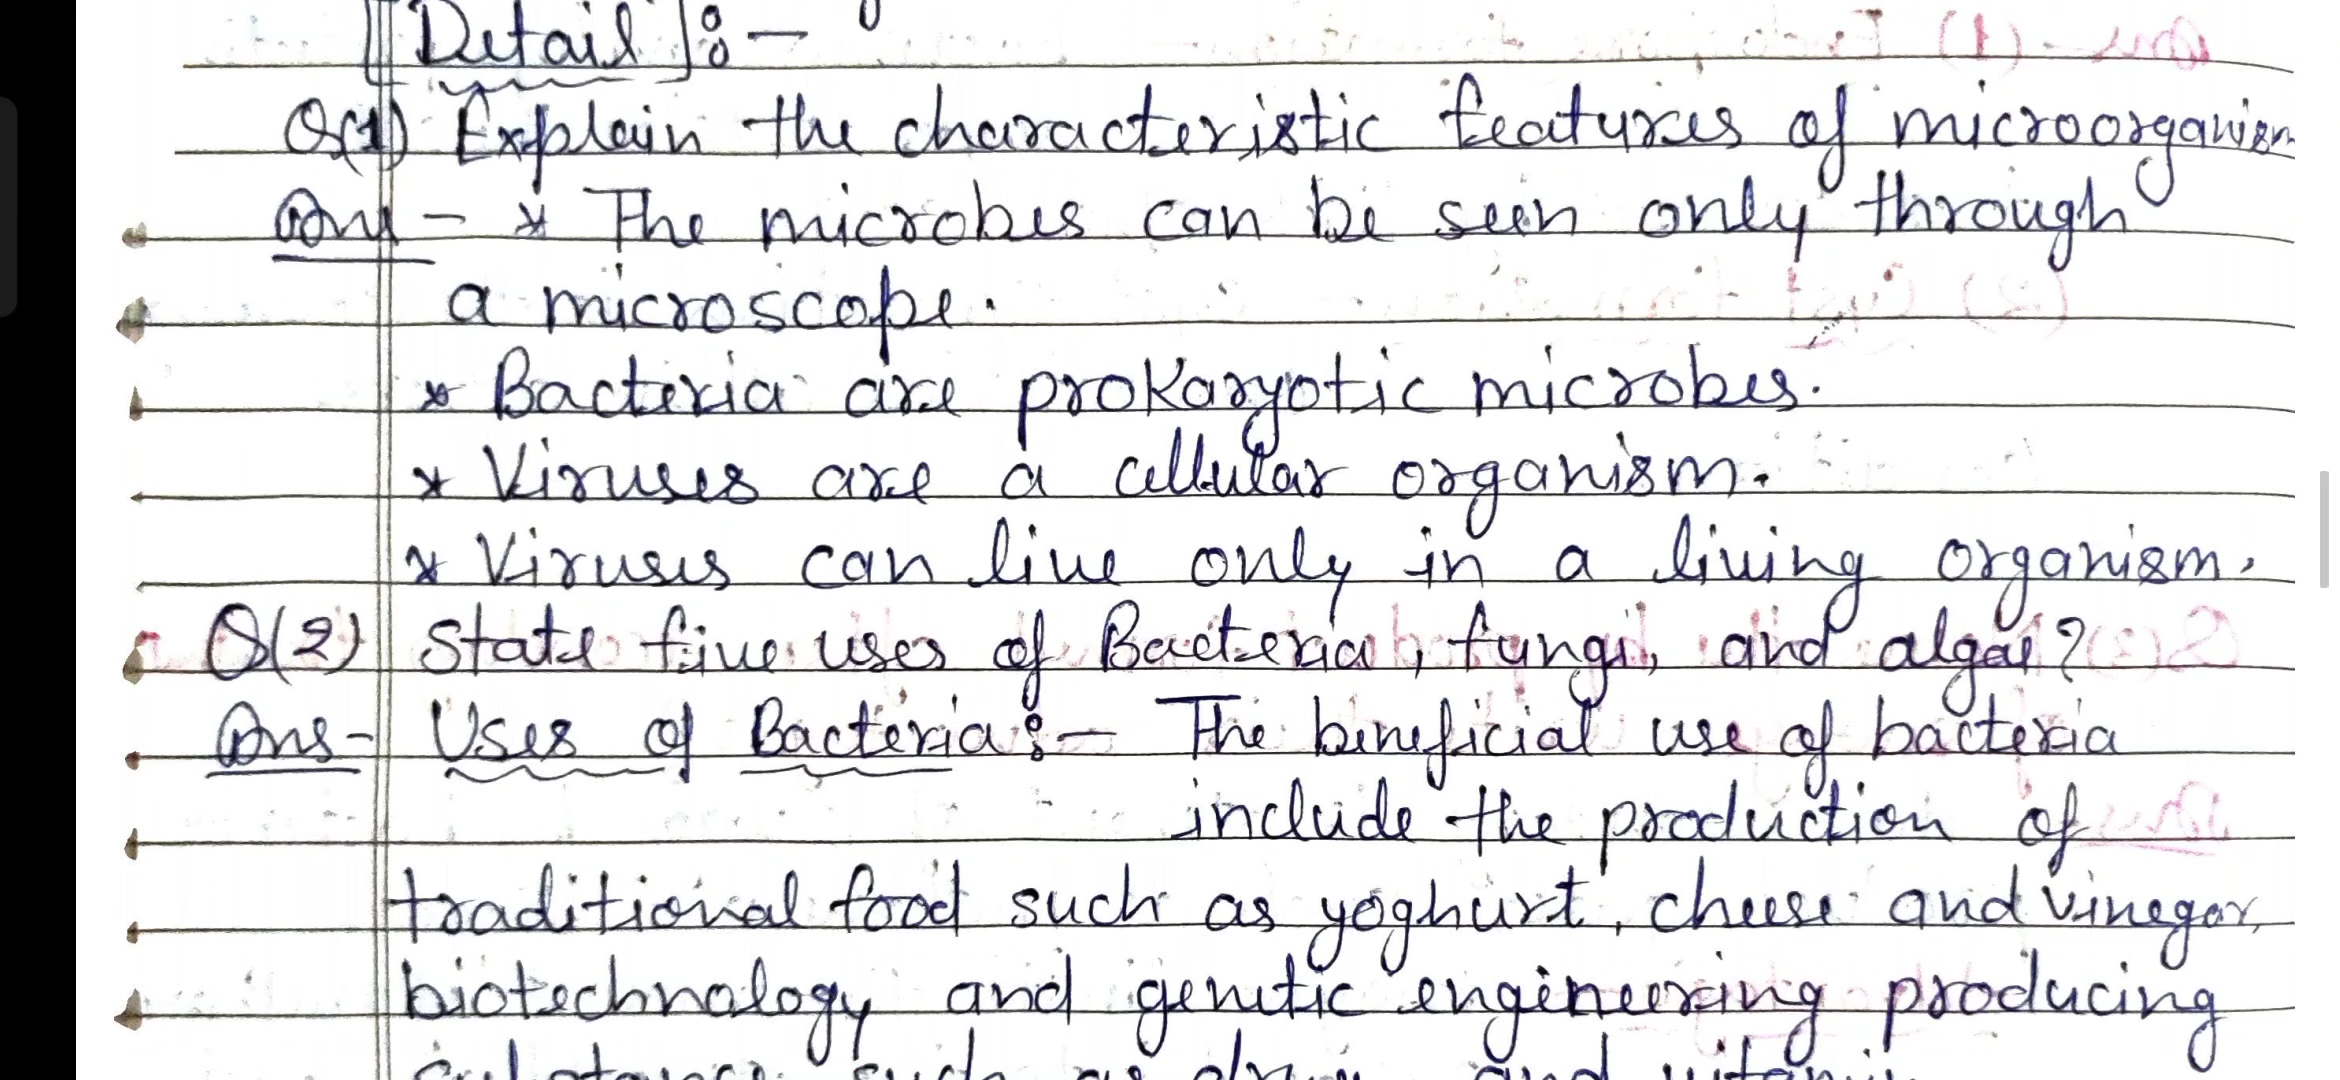 Detail :-
Q(1) Explain the characteristic features of microorganism
Ans - * The microbes can be seen only through
a microscope.
* Bacteria are prokaryotic microbes.
* Viruses are a cellular organism.
* Viruses can live only in a living organism.
Q(2) State five uses of Bacteria, fungi, and algae?
Ans- Uses of Bacteria :- The beneficial use of bacteria
include the production of
traditional food such as yoghurt, cheese and vinegar,
biotechnology and genetic engineering producing
such as and